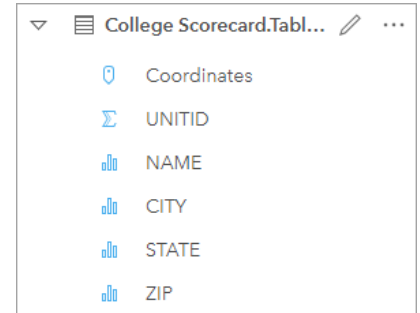 College Scorecard.Tabl...
Coordinates
UNITID
NAME
CITY
STATE
ZIP